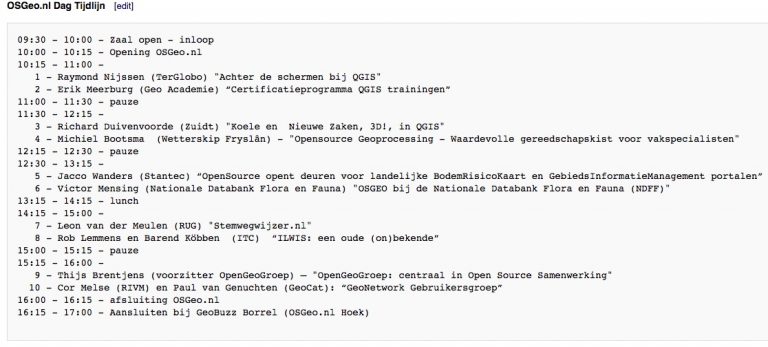 OSGeo.nl Dag Tijdlijn [edit]
09:30 - 10:00 - Zaal open - inloop
10:00 - 10:15 - Opening OSGeo.nl
10:15 - 11:00 -
1 - Raymond Nijssen (TerGlobo) "Achter de schermen bij QGIS"
2 - Erik Meerburg (Geo Academie) “Certificatieprogramma QGIS trainingen”
11:00 - 11:30 - pauze
11:30 - 12:15 -
3 - Richard Duivenvoorde (Zuidt) "Koele en Nieuwe Zaken, 3D!, in QGIS"
4 - Michiel Bootsma (Wetterskip Fryslân) - "Opensource Geoprocessing - Waardevolle gereedschapskist voor vakspecialisten"
12:15 - 12:30 - pauze
12:30 - 13:15 -
5 - Jacco Wanders (Stantec) “OpenSource opent deuren voor landelijke BodemRisicoKaart en GebiedsInformatieManagement portalen”
6 - Victor Mensing (Nationale Databank Flora en Fauna) "OSGEO bij de Nationale Databank Flora en Fauna (NDFF)"
13:15 - 14:15 - lunch
14:15 - 15:00 -
7 - Leon van der Meulen (RUG) "Stemwegwijzer.nl"
8 - Rob Lemmens en Barend Köbben (ITC) “ILWIS: een oude (on)bekende”
15:00 - 15:15 - pauze
15:15 - 16:00 -
9 - Thijs Brentjens (voorzitter OpenGeoGroep) – "OpenGeoGroep: centraal in Open Source Samenwerking"
10 - Cor Melse (RIVM) en Paul van Genuchten (GeoCat): “GeoNetwork Gebruikersgroep”
16:00 - 16:15 - afsluiting OSGeo.nl
16:15 - 17:00 - Aansluiten bij GeoBuzz Borrel (OSGeo.nl Hoek)